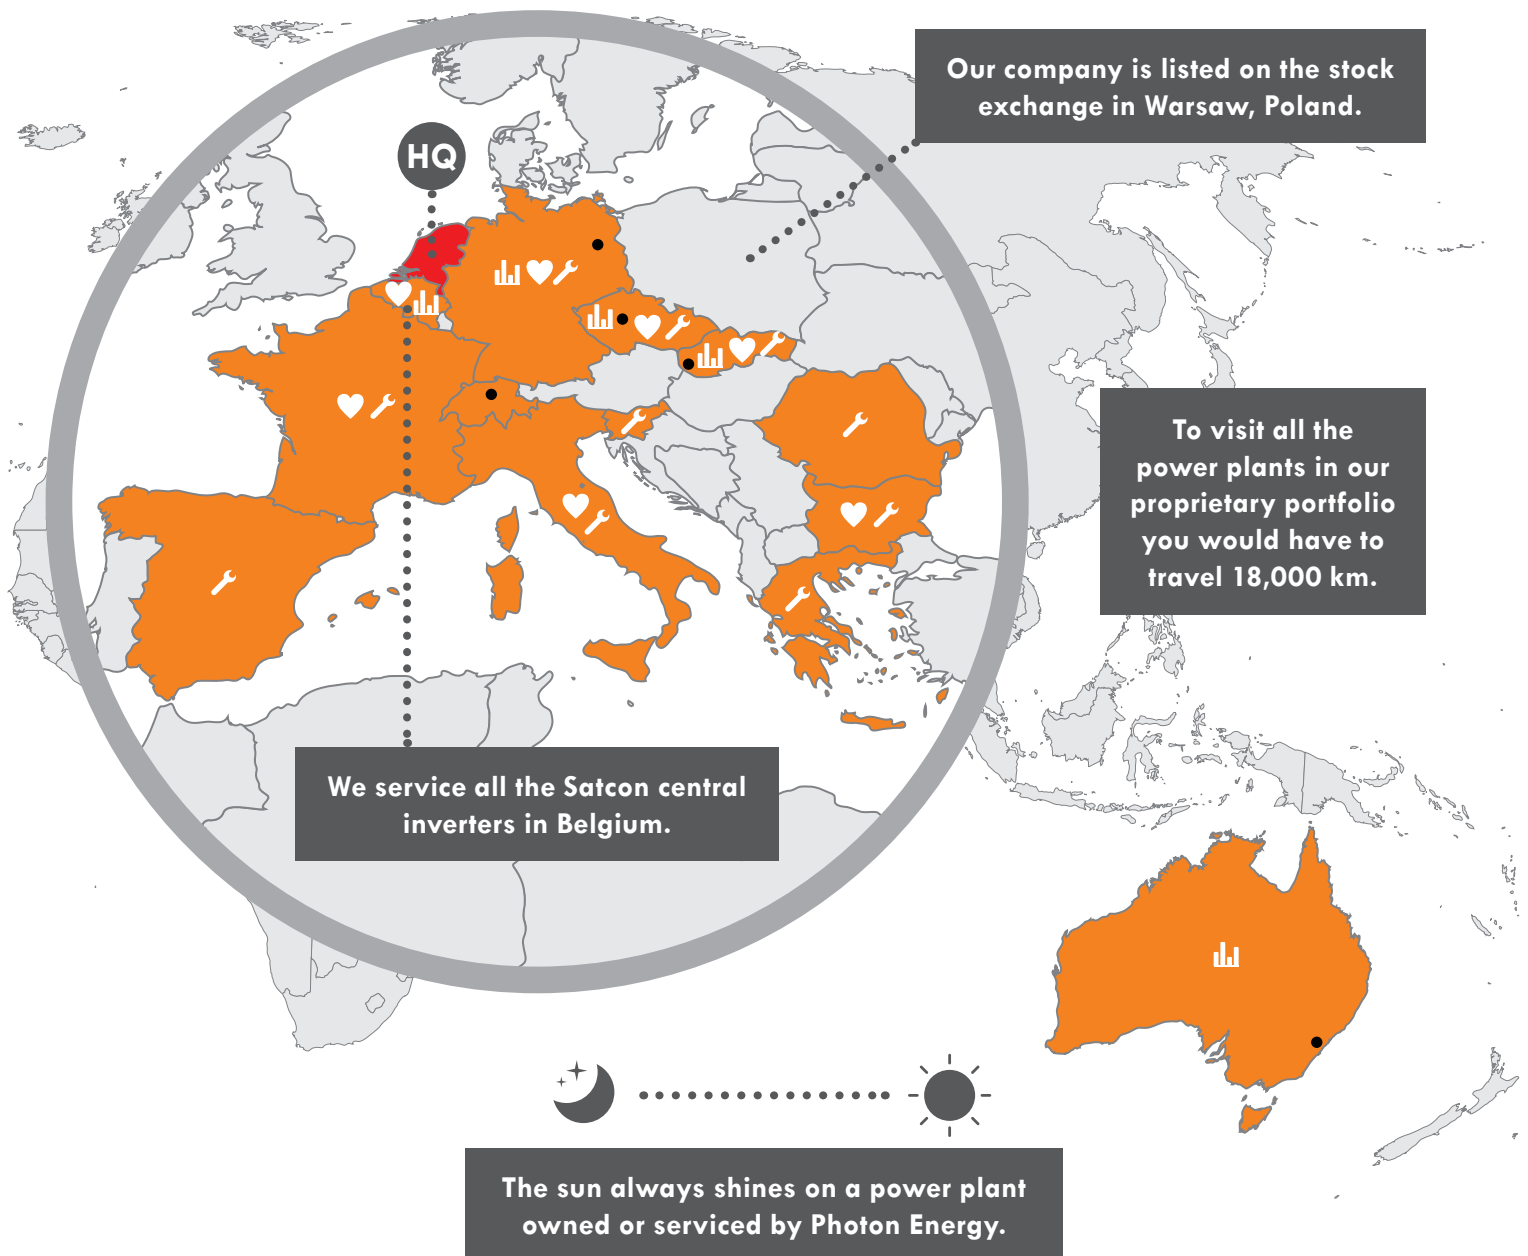 Our company is listed on the stock
exchange in Warsaw, Poland.
HQ
To visit all the
power plants in our
proprietary portfolio
you would have to
travel 18,000 km.
We service all the Satcon central
inverters in Belgium.
The sun always shines on a power plant
owned or serviced by Photon Energy.